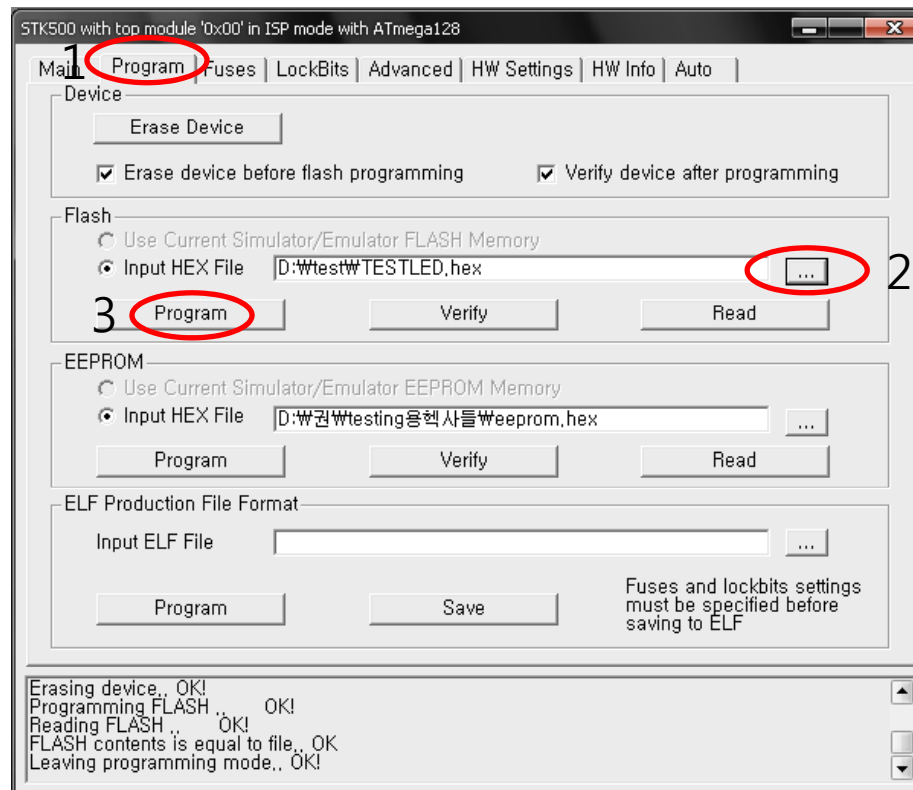 STK500 with top module '0x00' in ISP mode with ATmega128
1
Main Program Fuses LockBits Advanced HW Settings HW Info Auto
Device
Erase Device
Erase device before flash programming Verify device after programming
Flash
Use Current Simulator/Emulator FLASH Memory
Input HEX File D:₩test₩TESTLED.hex ... 2
3 Program Verify Read
EEPROM
Use Current Simulator/Emulator EEPROM Memory
Input HEX File D:₩권₩testing용헥사들₩eeprom.hex ...
Program Verify Read
ELF Production File Format
Input ELF File ...
Program Save Fuses and lockbits settings
must be specified before
saving to ELF
Erasing device.. OK!
Programming FLASH .. OK!
Reading FLASH .. OK!
FLASH contents is equal to file.. OK
Leaving programming mode.. OK!